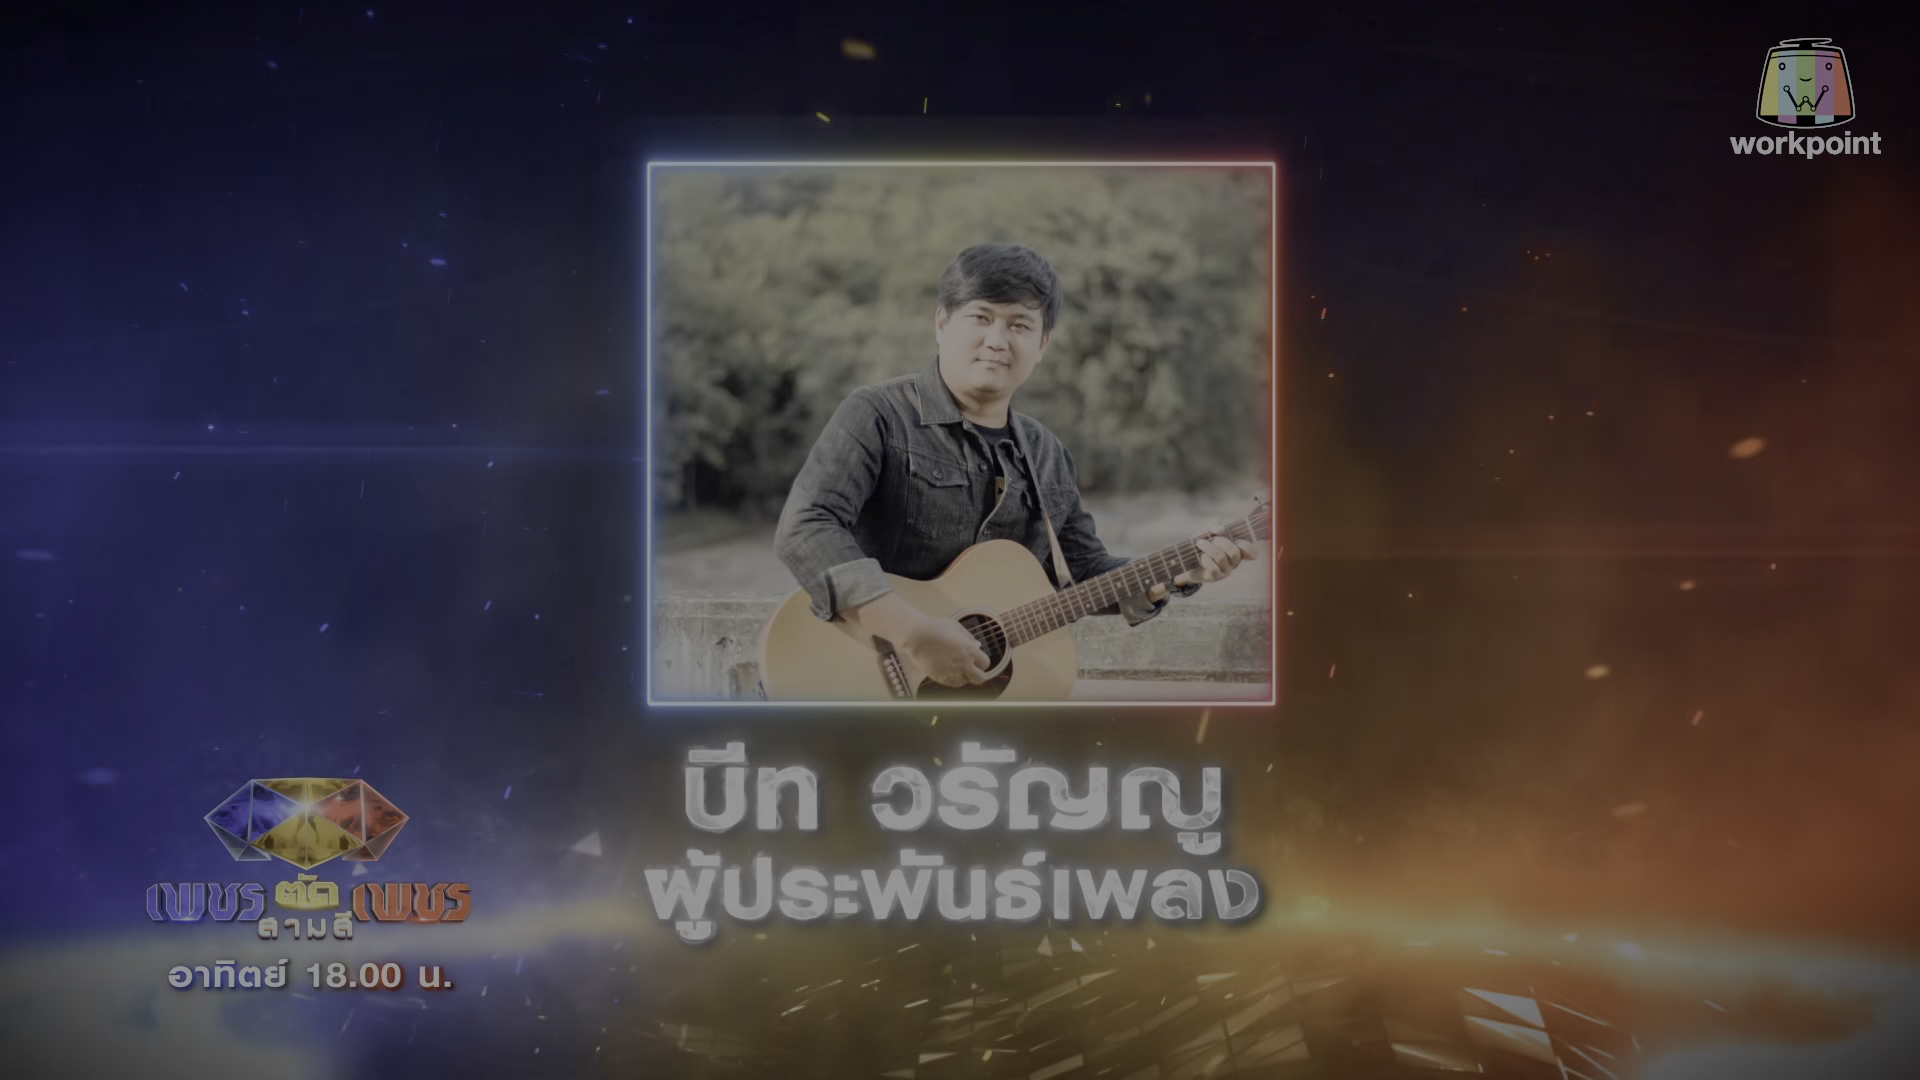 workpoint
บีท วรัญญู
ผู้ประพันธ์เพลง
เพชร ตัด เพชร
สามสี
อาทิตย์ 18.00 น.